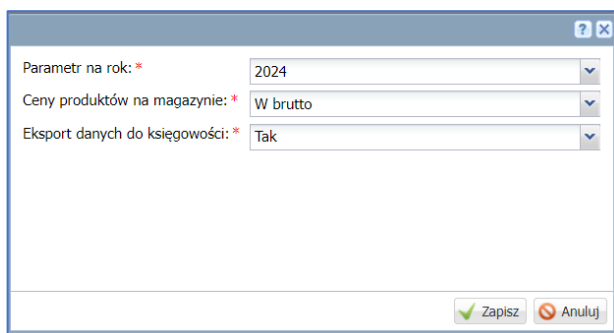 ?
Parametr na rok: * 2024
Ceny produktów na magazynie: * W brutto
Eksport danych do księgowości: * Tak
Zapisz Anuluj